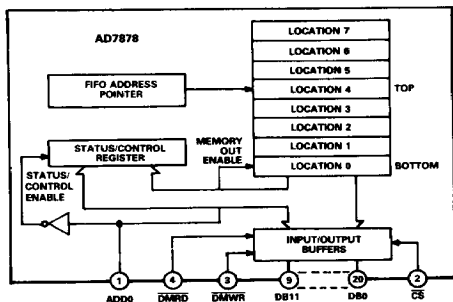 AD7878
LOCATION 7
LOCATION 6
LOCATION 5
LOCATION 4
LOCATION 3
LOCATION 2
LOCATION 1
LOCATION 0
TOP
BOTTOM
FIFO ADDRESS
POINTER
STATUS/CONTROL
REGISTER
MEMORY
OUT
ENABLE
STATUS/
CONTROL
ENABLE
INPUT/OUTPUT
BUFFERS
1
4
3
9
20
2
ADD0
DMRD
DMWR
DB11
DB0
CS